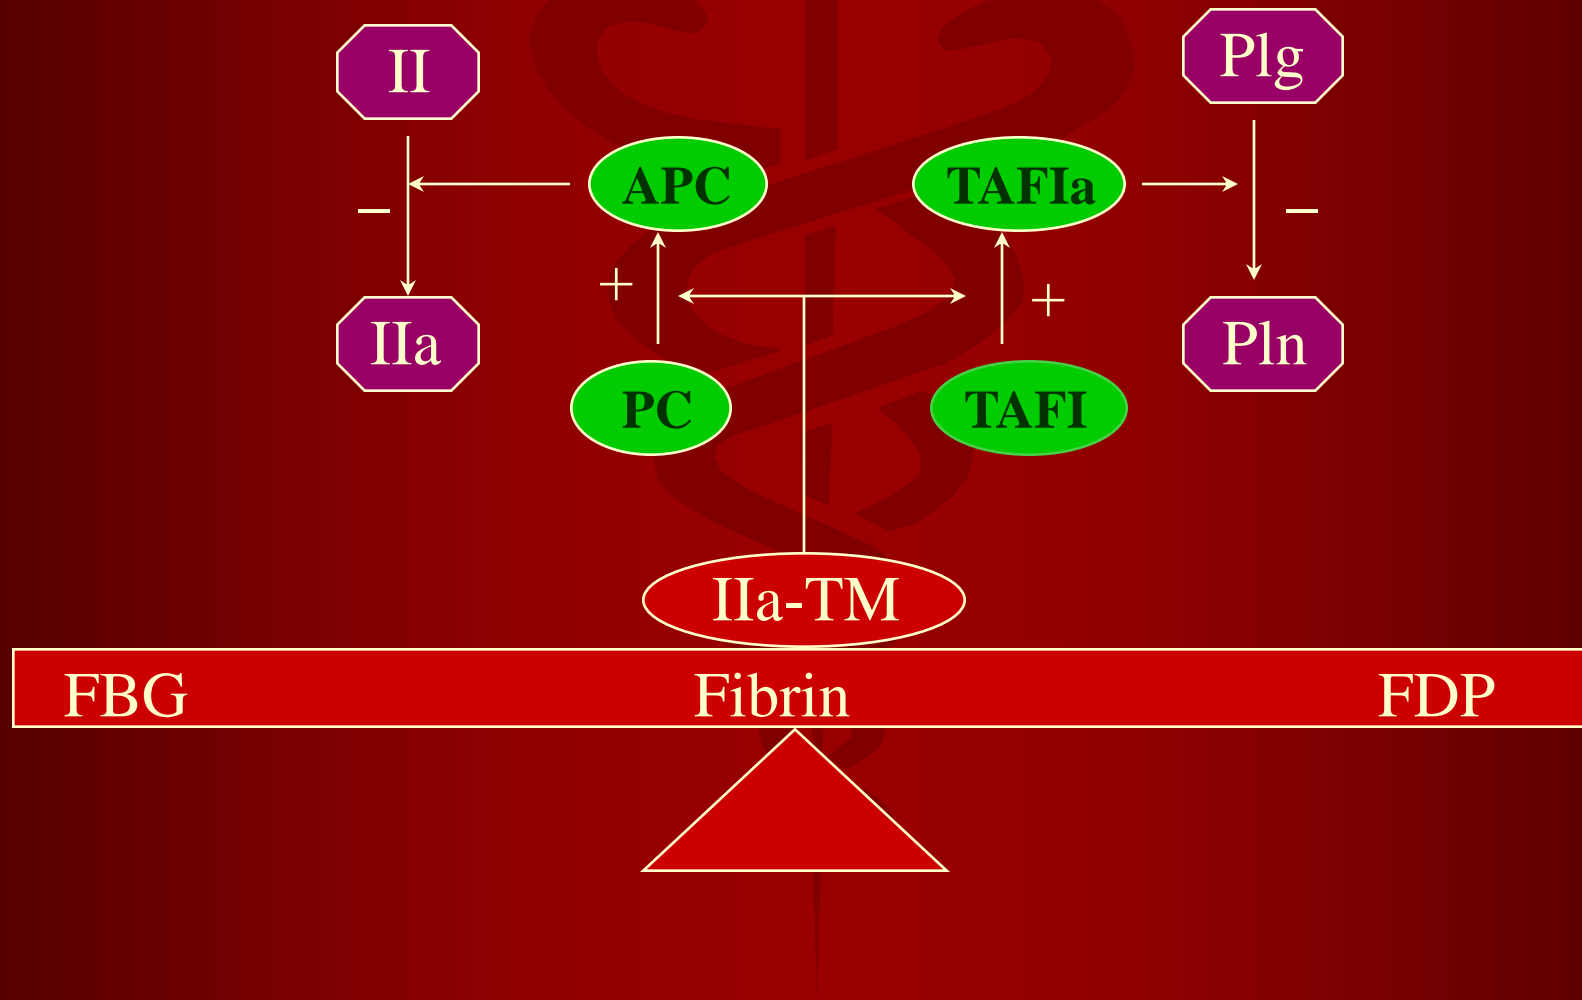 II
Plg
APC
TAFIa
–
–
+
+
IIa
Pln
PC
TAFI
IIa-TM
FBG
Fibrin
FDP